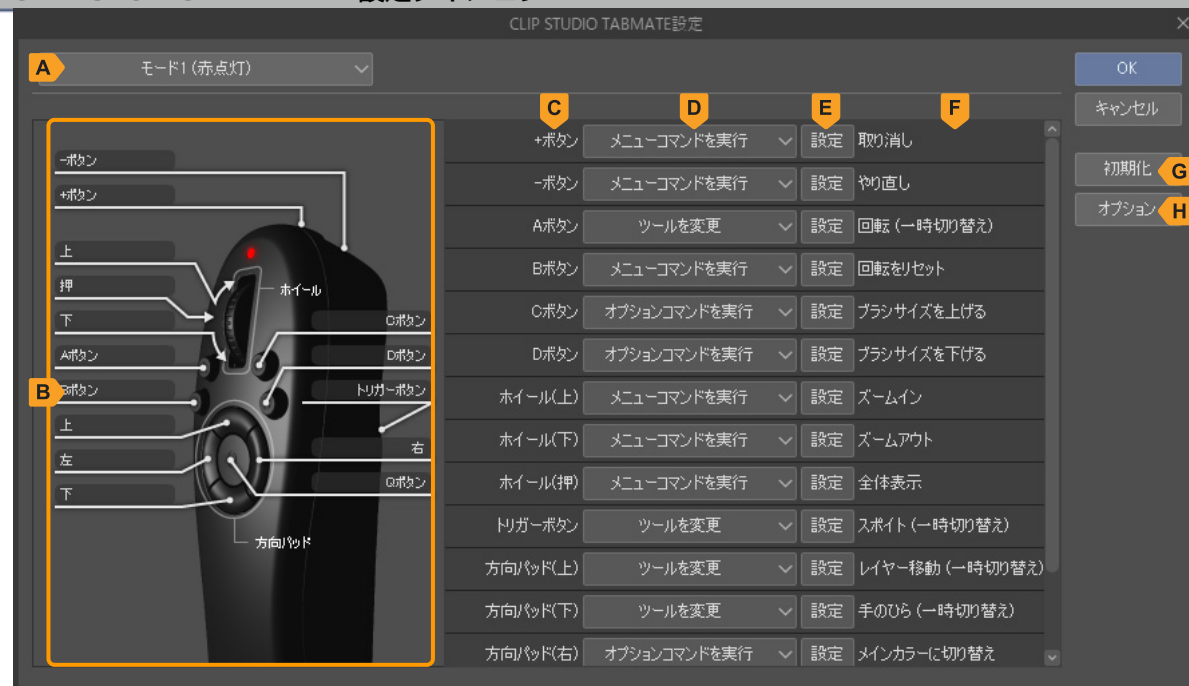 CLIP STUDIO TABMATE設定
A モード1(赤点灯)
OK
キャンセル
初期化 G
オプション H
C D E F
+ボタン メニューコマンドを実行 設定 取り消し
-ボタン メニューコマンドを実行 設定 やり直し
Aボタン ツールを変更 設定 回転(一時切り替え)
Bボタン メニューコマンドを実行 設定 回転をリセット
Cボタン オプションコマンドを実行 設定 ブラシサイズを上げる
Dボタン オプションコマンドを実行 設定 ブラシサイズを下げる
ホイール(上) メニューコマンドを実行 設定 ズームイン
ホイール(下) メニューコマンドを実行 設定 ズームアウト
ホイール(押) メニューコマンドを実行 設定 全体表示
トリガーボタン ツールを変更 設定 スポイト(一時切り替え)
方向パッド(上) ツールを変更 設定 レイヤー移動(一時切り替え)
方向パッド(下) ツールを変更 設定 手のひら(一時切り替え)
方向パッド(右) オプションコマンドを実行 設定 メインカラーに切り替え
-ボタン
+ボタン
上
押
下
Aボタン
B
上
左
下
ホイール
Cボタン
Dボタン
トリガーボタン
右
Qボタン
方向パッド